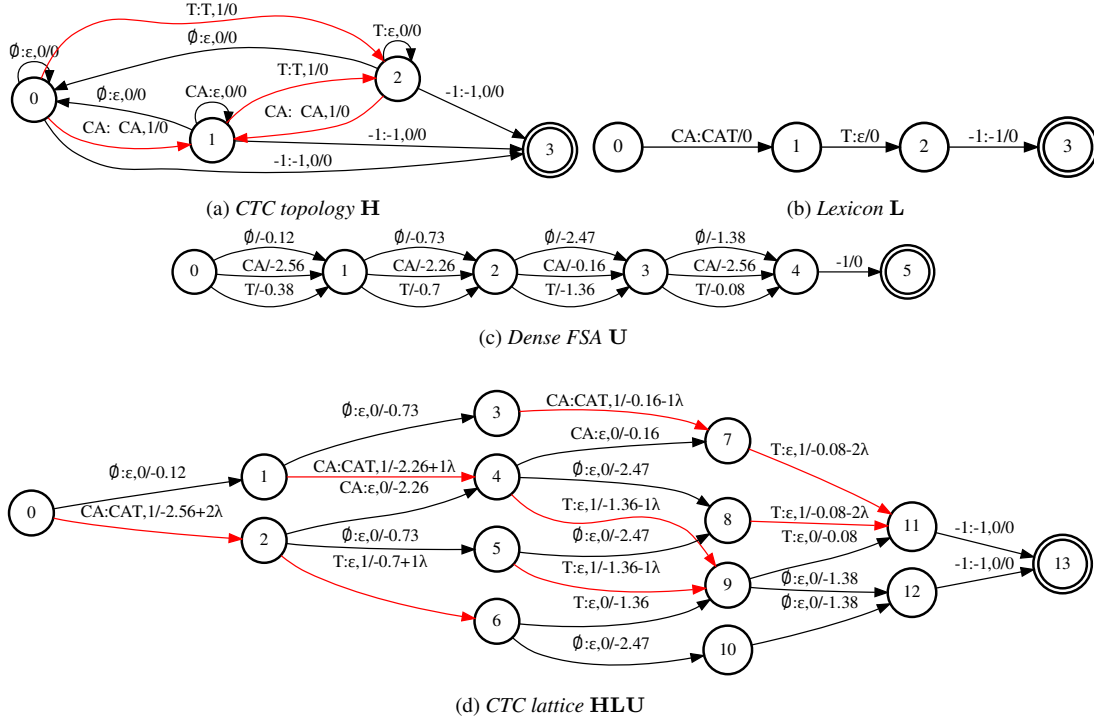 T:T,1/0
∅:ε,0/0
∅:ε,0/0
T:ε,0/0
0
∅:ε,0/0
CA:ε,0/0
T:T,1/0
2
CA: CA,1/0
1
CA: CA,1/0
-1:-1,0/0
-1:-1,0/0
-1:-1,0/0
3
(a) CTC topology H
0
CA:CAT/0
1
T:ε/0
2
-1:-1/0
3
(b) Lexicon L
0
∅/-0.12
CA/-2.56
T/-0.38
1
∅/-0.73
CA/-2.26
T/-0.7
2
∅/-2.47
CA/-0.16
T/-1.36
3
∅/-1.38
CA/-2.56
T/-0.08
4
-1/0
5
(c) Dense FSA U
0
∅:ε,0/-0.12
CA:CAT,1/-2.56+2λ
1
2
∅:ε,0/-0.73
CA:CAT,1/-2.26+1λ
CA:ε,0/-2.26
∅:ε,0/-0.73
T:ε,1/-0.7+1λ
3
4
5
6
CA:CAT,1/-0.16-1λ
CA:ε,0/-0.16
∅:ε,0/-2.47
T:ε,1/-1.36-1λ
∅:ε,0/-2.47
T:ε,1/-1.36-1λ
T:ε,0/-1.36
∅:ε,0/-2.47
7
8
9
10
T:ε,1/-0.08-2λ
T:ε,1/-0.08-2λ
T:ε,0/-0.08
∅:ε,0/-1.38
∅:ε,0/-1.38
11
12
-1:-1,0/0
-1:-1,0/0
13
(d) CTC lattice HLU